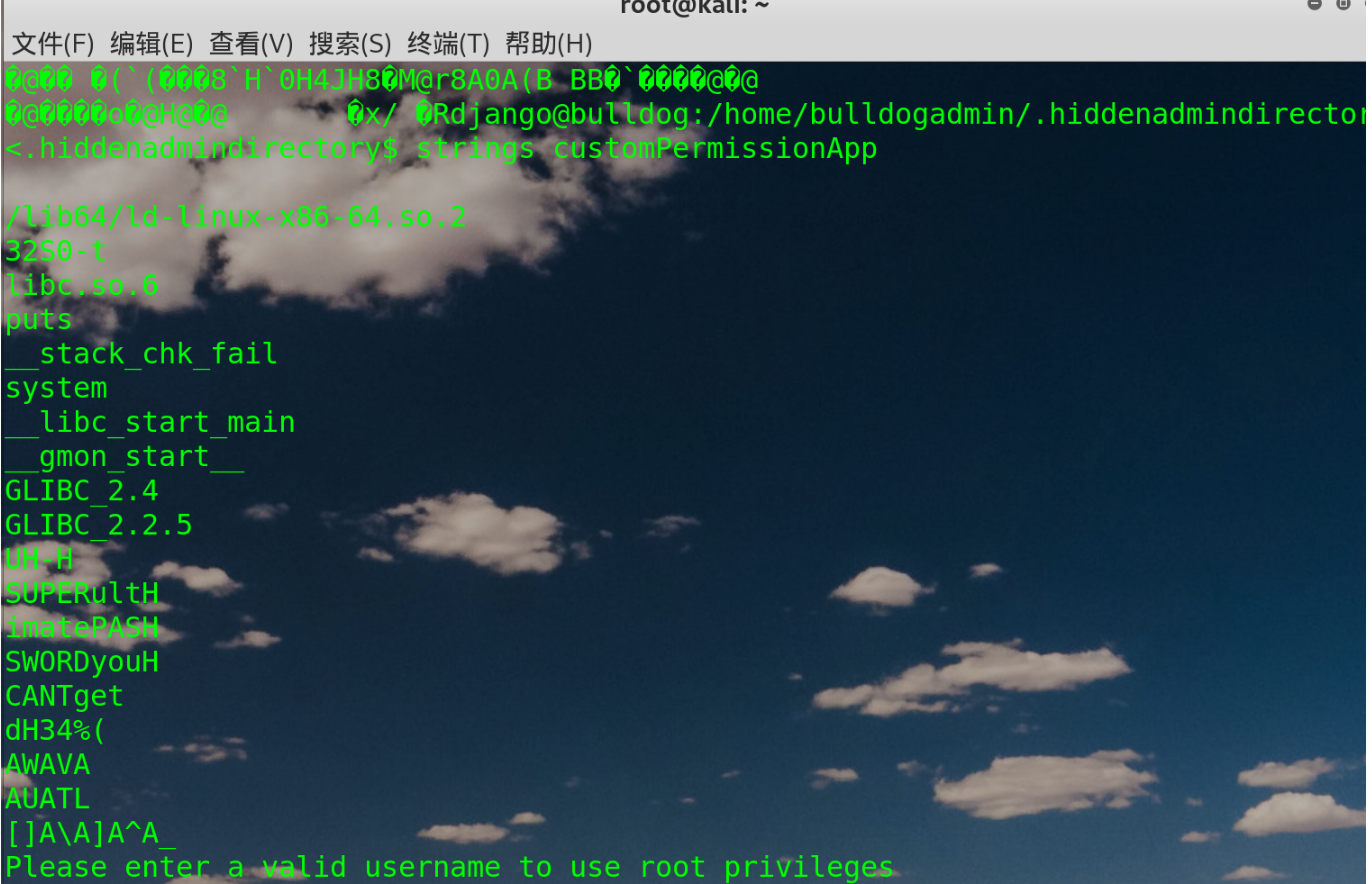 root@kali: ~
文件(F) 编辑(E) 查看(V) 搜索(S) 终端(T) 帮助(H)
�@�� �(`(���8`H`0H4JH8�M@r8A0A(B BB�`����@�@
�@����o�@H@�@ �x/ �Rdjango@bulldog:/home/bulldogadmin/.hiddenadmindirector
<.hiddenadmindirectory$ strings customPermissionApp
/lib64/ld-linux-x86-64.so.2
32S0-t
libc.so.6
puts
__stack_chk_fail
system
__libc_start_main
__gmon_start__
GLIBC_2.4
GLIBC_2.2.5
UH-H
SUPERultH
imatePASH
SWORDyouH
CANTget
dH34%(
AWAVA
AUATL
[]A\A]A^A_
Please enter a valid username to use root privileges